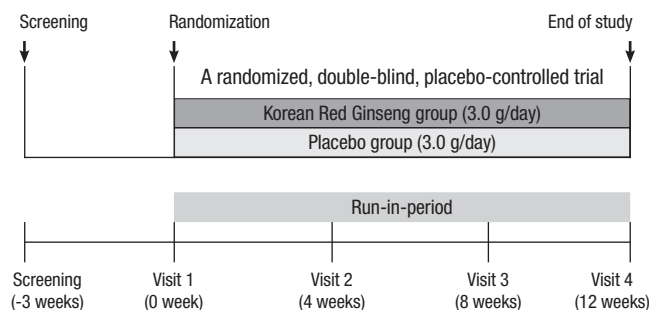 Screening Randomization End of study
A randomized, double-blind, placebo-controlled trial
Korean Red Ginseng group (3.0 g/day)
Placebo group (3.0 g/day)
Run-in-period
Screening Visit 1 Visit 2 Visit 3 Visit 4
(-3 weeks) (0 week) (4 weeks) (8 weeks) (12 weeks)